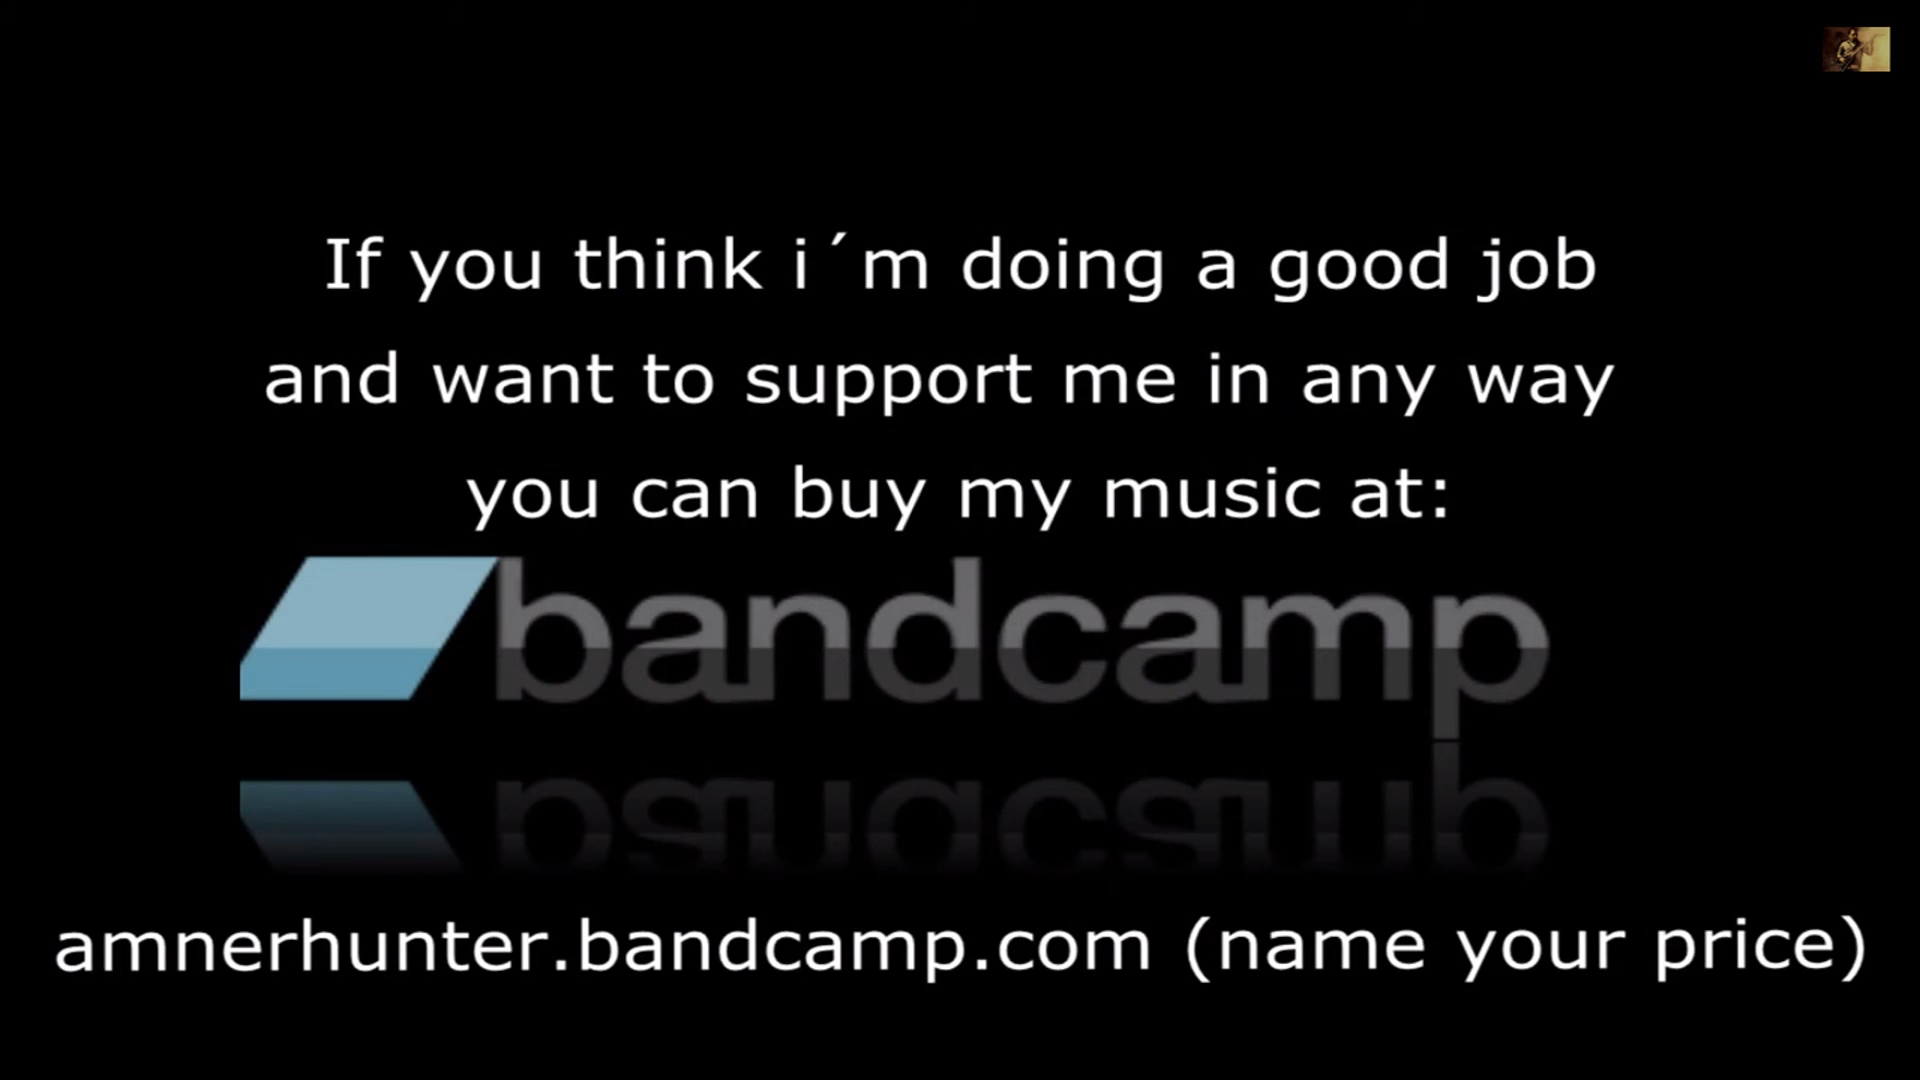 If you think i´m doing a good job
and want to support me in any way
you can buy my music at:
bandcamp
amnerhunter.bandcamp.com (name your price)